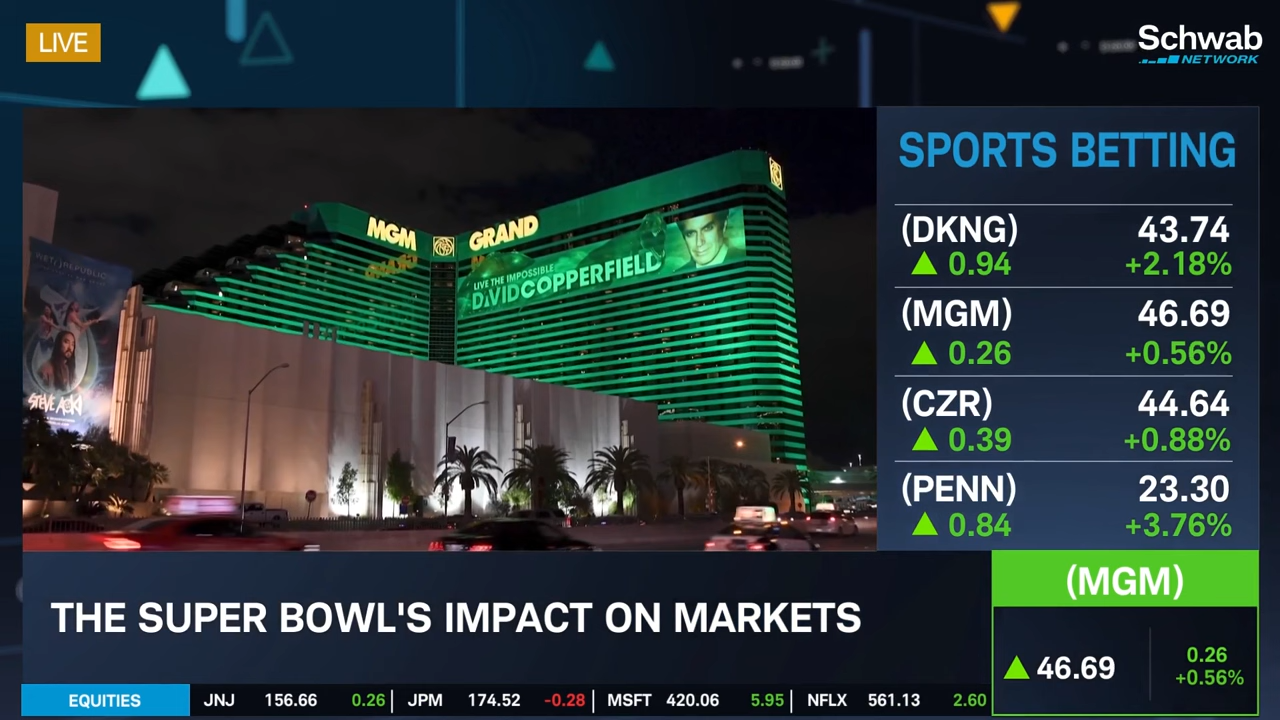 LIVE
Schwab
NETWORK
MGM
GRAND
LIVE THE IMPOSSIBLE
DAVID COPPERFIELD
STEVE AOKI
SPORTS BETTING
(DKNG) 43.74
▲ 0.94 +2.18%
(MGM) 46.69
▲ 0.26 +0.56%
(CZR) 44.64
▲ 0.39 +0.88%
(PENN) 23.30
▲ 0.84 +3.76%
THE SUPER BOWL'S IMPACT ON MARKETS
(MGM)
▲ 46.69
0.26
+0.56%
EQUITIES JNJ 156.66 0.26 JPM 174.52 -0.28 MSFT 420.06 5.95 NFLX 561.13 2.60